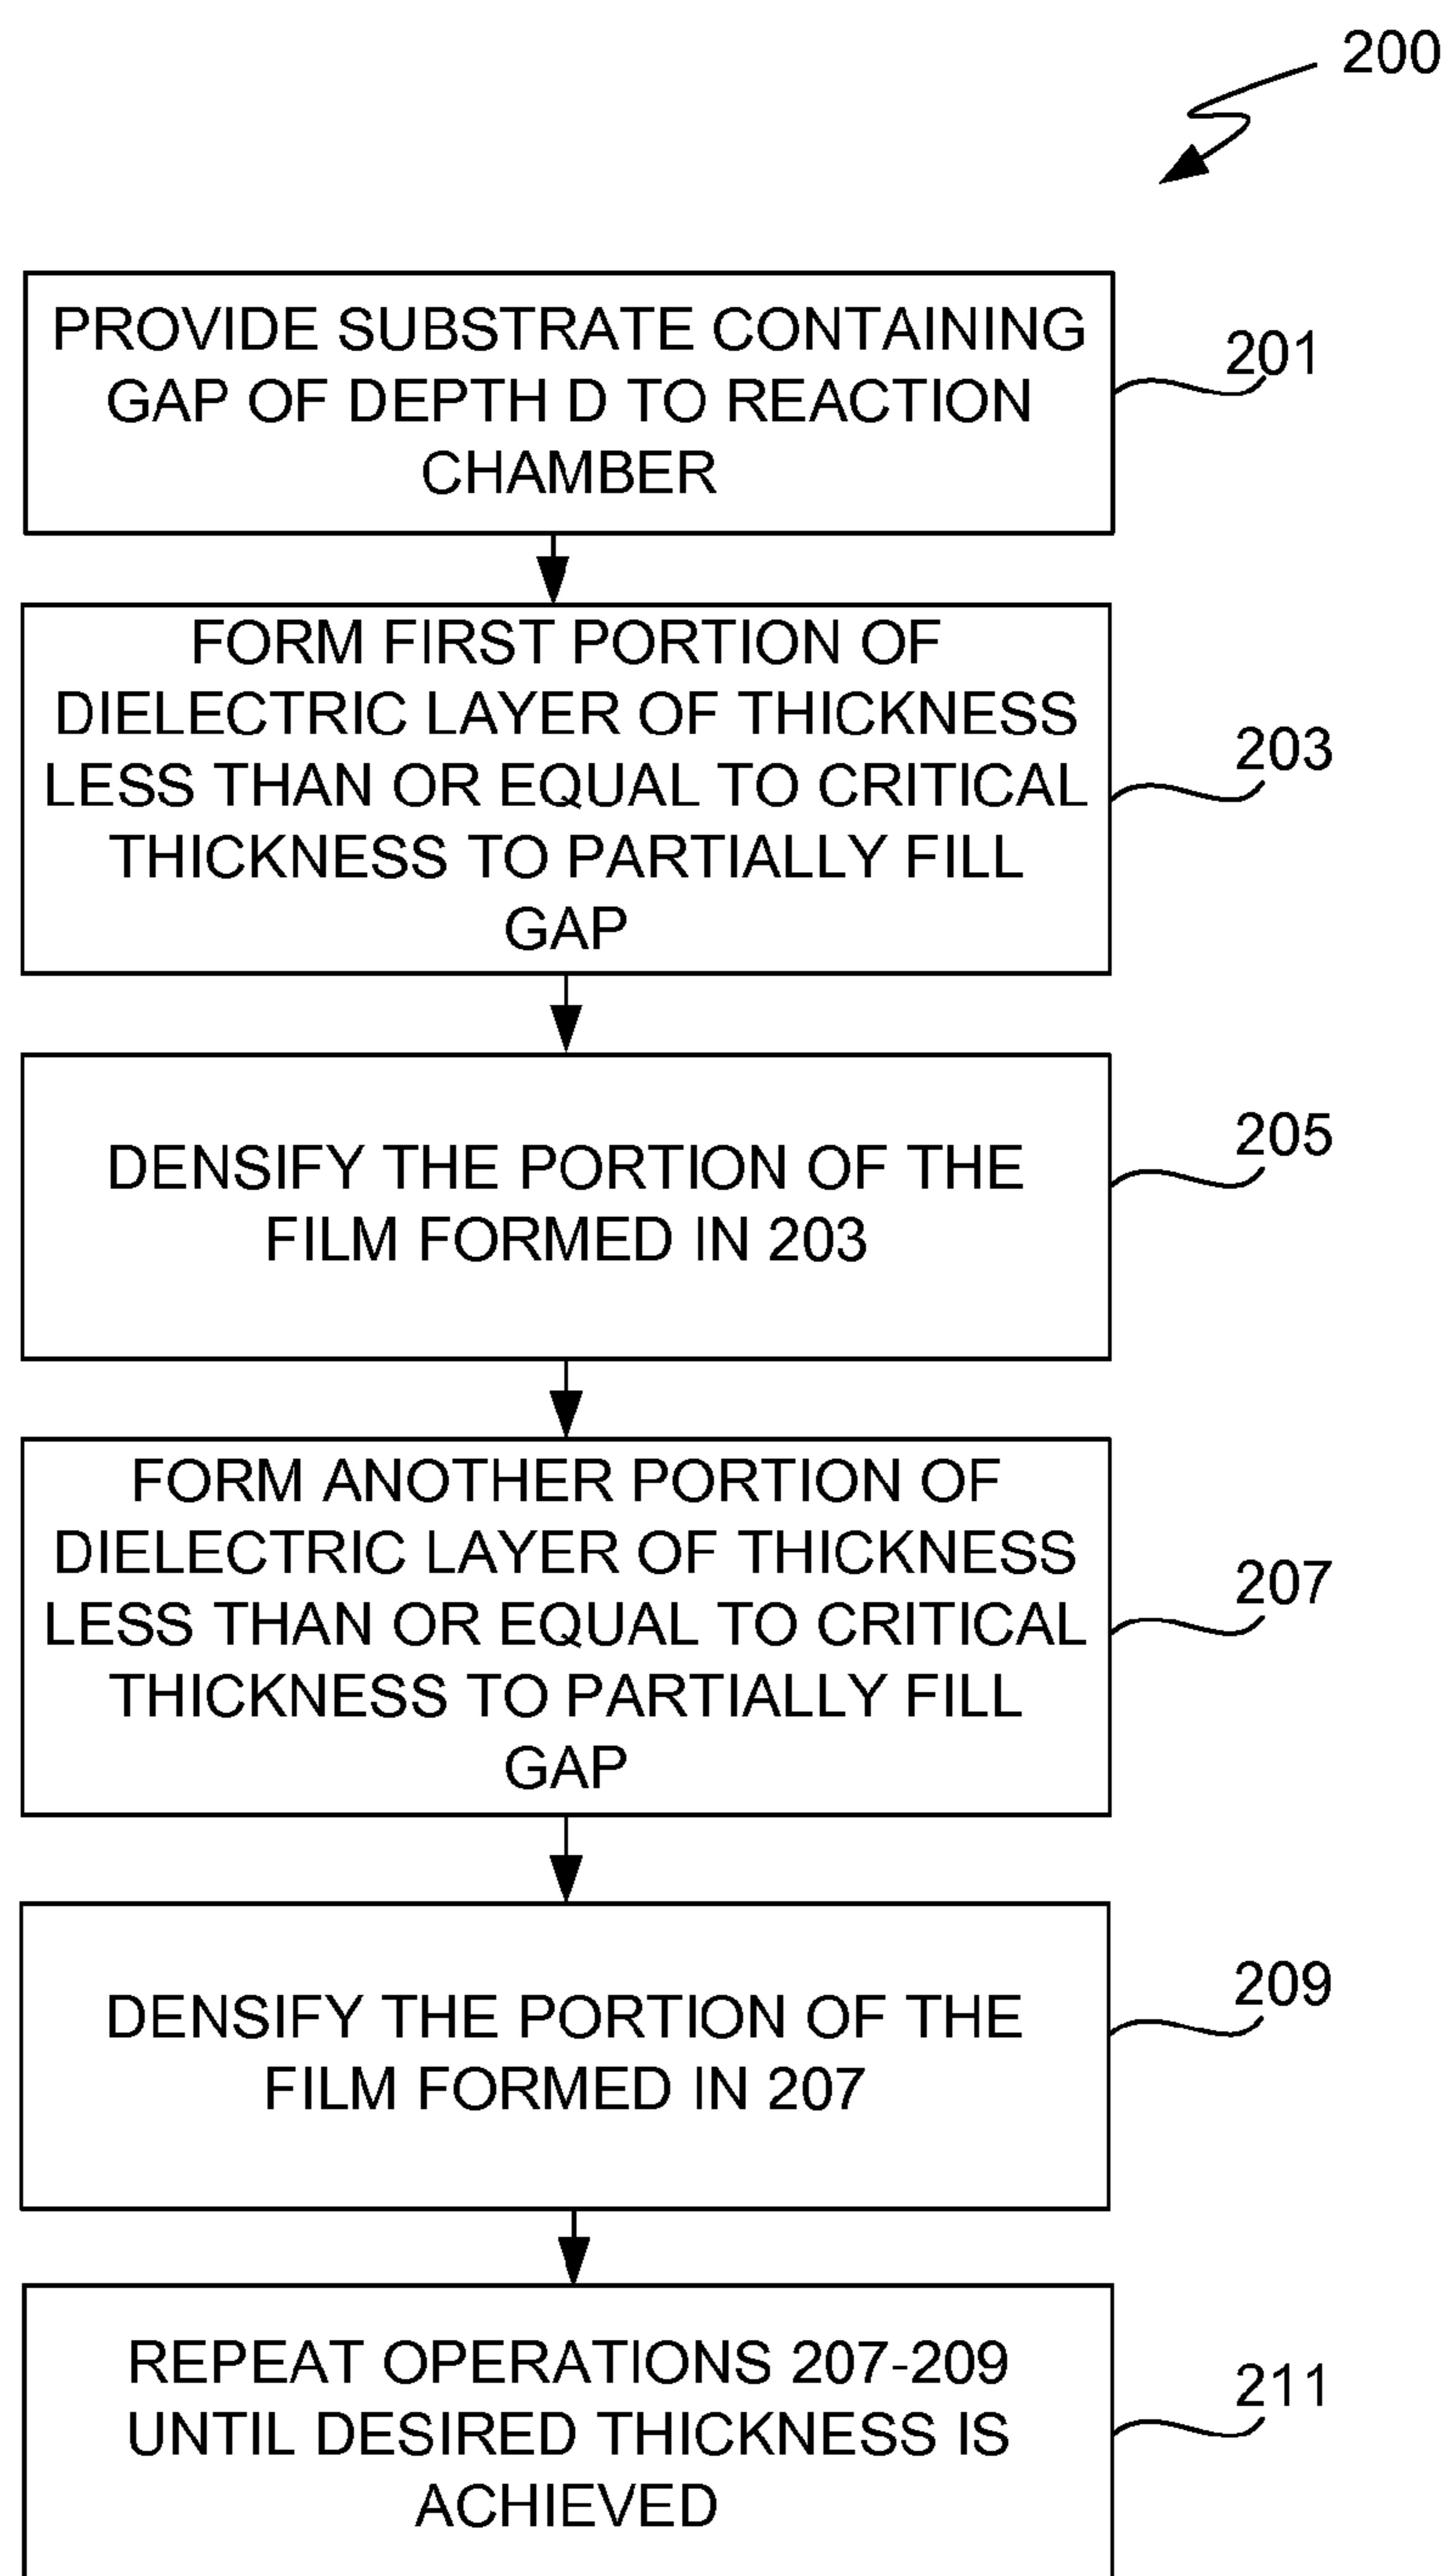 200
PROVIDE SUBSTRATE CONTAINING
GAP OF DEPTH D TO REACTION
CHAMBER
201
FORM FIRST PORTION OF
DIELECTRIC LAYER OF THICKNESS
LESS THAN OR EQUAL TO CRITICAL
THICKNESS TO PARTIALLY FILL
GAP
203
DENSIFY THE PORTION OF THE
FILM FORMED IN 203
205
FORM ANOTHER PORTION OF
DIELECTRIC LAYER OF THICKNESS
LESS THAN OR EQUAL TO CRITICAL
THICKNESS TO PARTIALLY FILL
GAP
207
DENSIFY THE PORTION OF THE
FILM FORMED IN 207
209
REPEAT OPERATIONS 207-209
UNTIL DESIRED THICKNESS IS
ACHIEVED
211